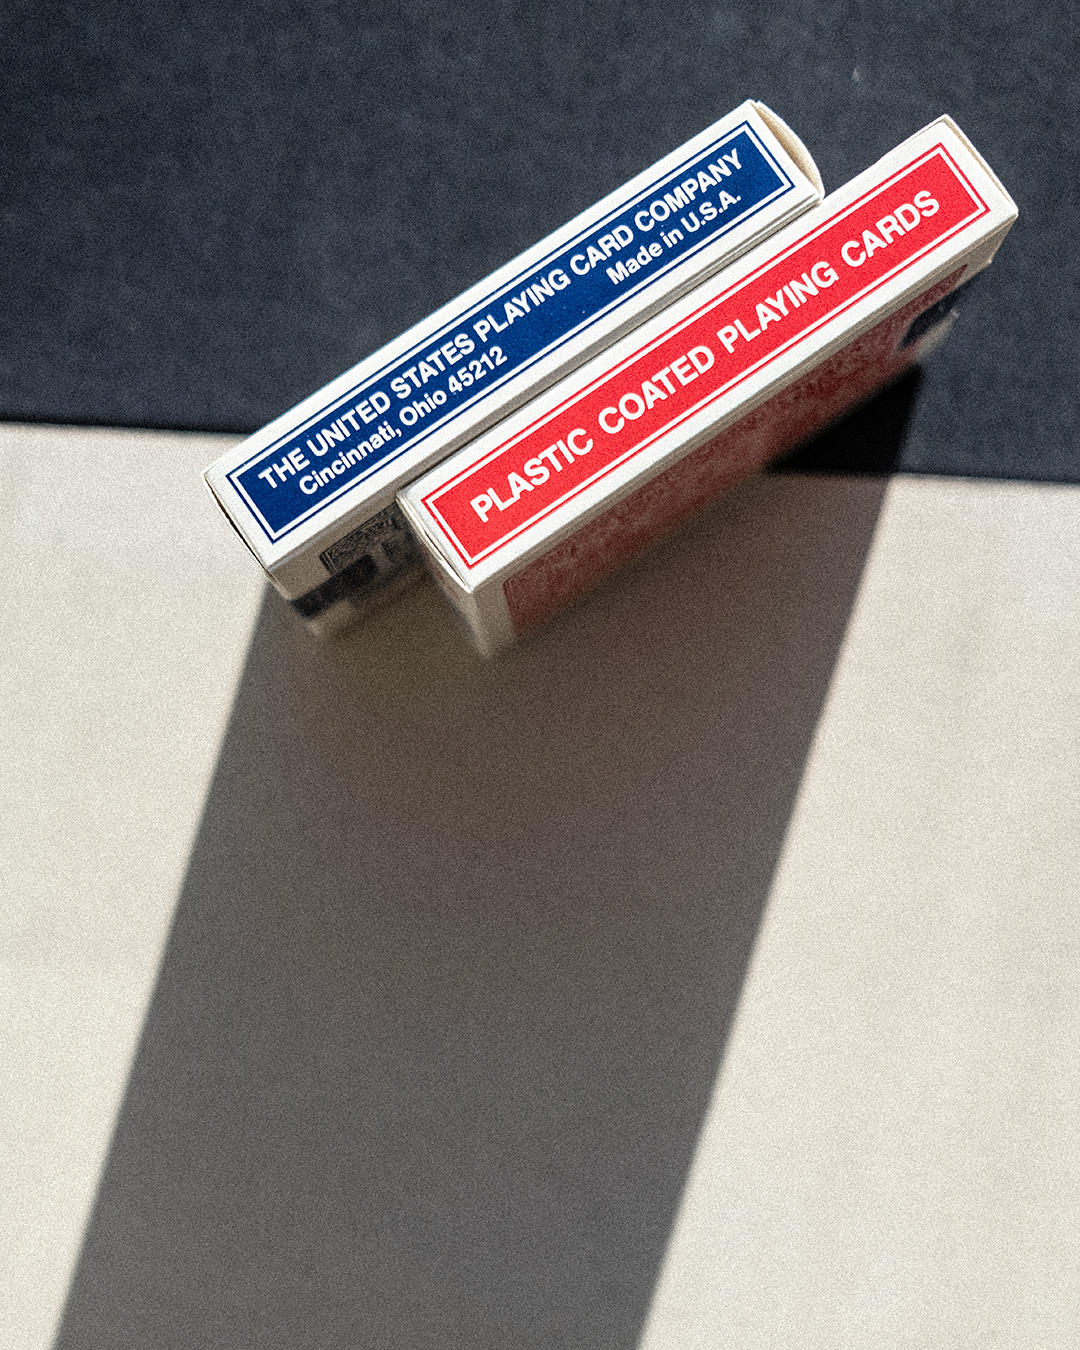 THE UNITED STATES PLAYING CARD COMPANY
Cincinnati, Ohio 45212
Made in U.S.A.
PLASTIC COATED PLAYING CARDS